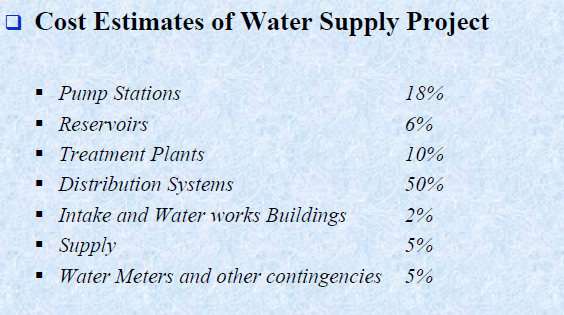 Cost Estimates of Water Supply Project
Pump Stations 18%
Reservoirs 6%
Treatment Plants 10%
Distribution Systems 50%
Intake and Water works Buildings 2%
Supply 5%
Water Meters and other contingencies 5%